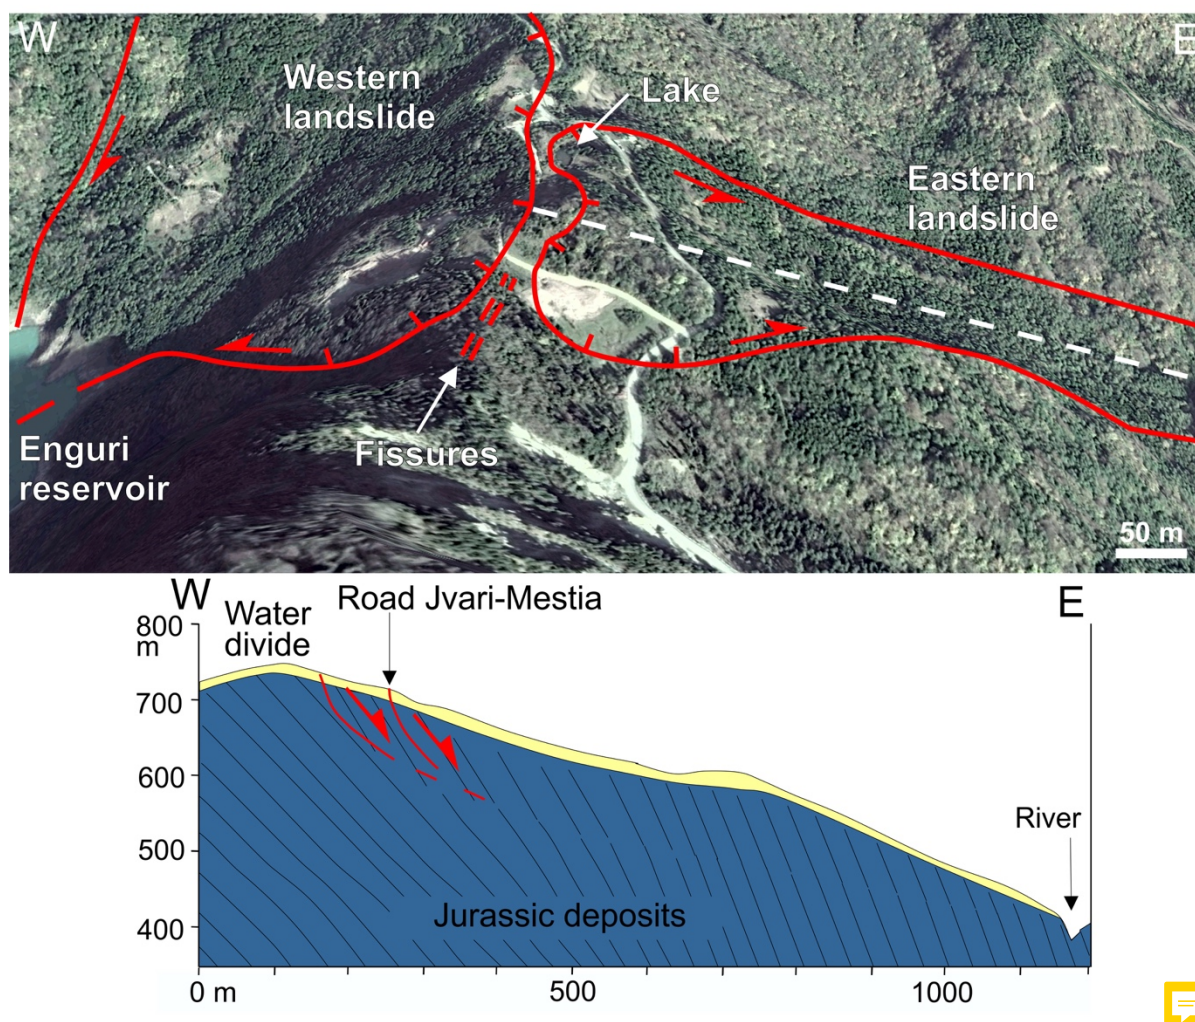 W
E
Western
landslide
Lake
Eastern
landslide
Enguri
reservoir
Fissures
50 m
W
E
Road Jvari-Mestia
Water
divide
800
m
700
600
500
400
River
Jurassic deposits
0 m
500
1000